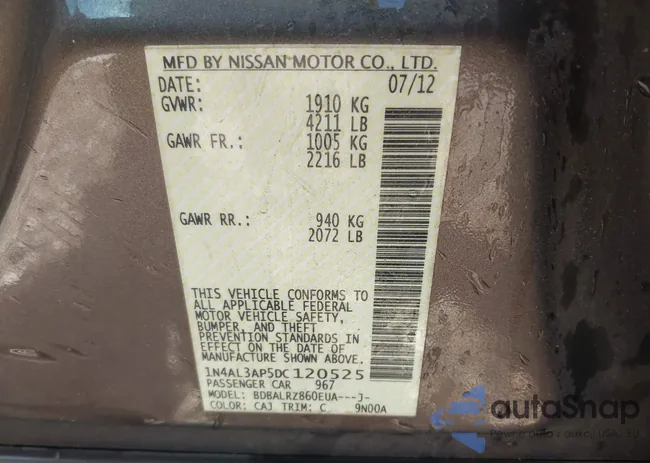 MFD BY NISSAN MOTOR CO., LTD.
DATE: 07/12
GVWR: 1910 KG
4211 LB
GAWR FR.: 1005 KG
2216 LB
GAWR RR.: 940 KG
2072 LB
THIS VEHICLE CONFORMS TO
ALL APPLICABLE FEDERAL
MOTOR VEHICLE SAFETY,
BUMPER, AND THEFT
PREVENTION STANDARDS IN
EFFECT ON THE DATE OF
MANUFACTURE SHOWN ABOVE.
1N4AL3AP5DC120525
PASSENGER CAR 967
MODEL: BDBALRZ860EUA---J-
COLOR: CAJ TRIM: C 9N00A
autoSnap